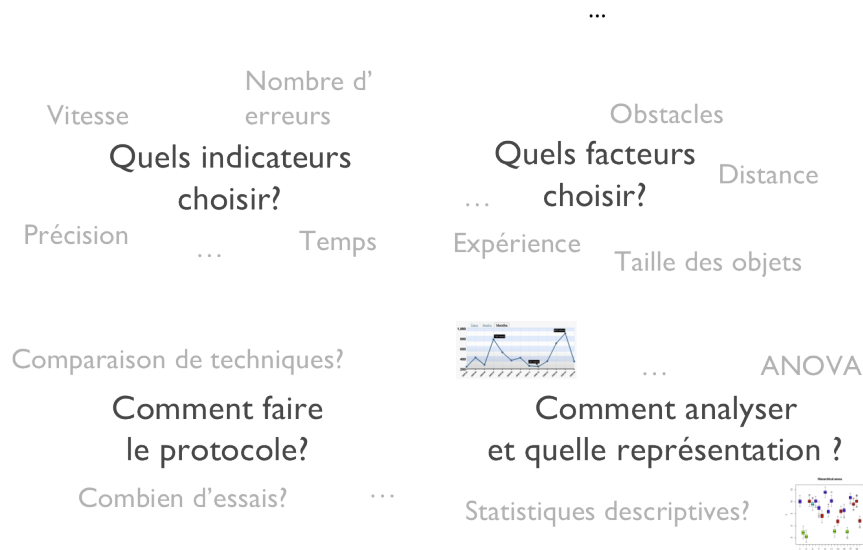 ...
Nombre d'
Vitesse
erreurs
Obstacles
Quels indicateurs
choisir?
Quels facteurs
choisir?
Distance
...
Précision
...
Temps
Expérience
Taille des objets
Comparaison de techniques?
...
ANOVA
Comment faire
le protocole?
Comment analyser
et quelle représentation ?
Combien d'essais?
...
Statistiques descriptives?